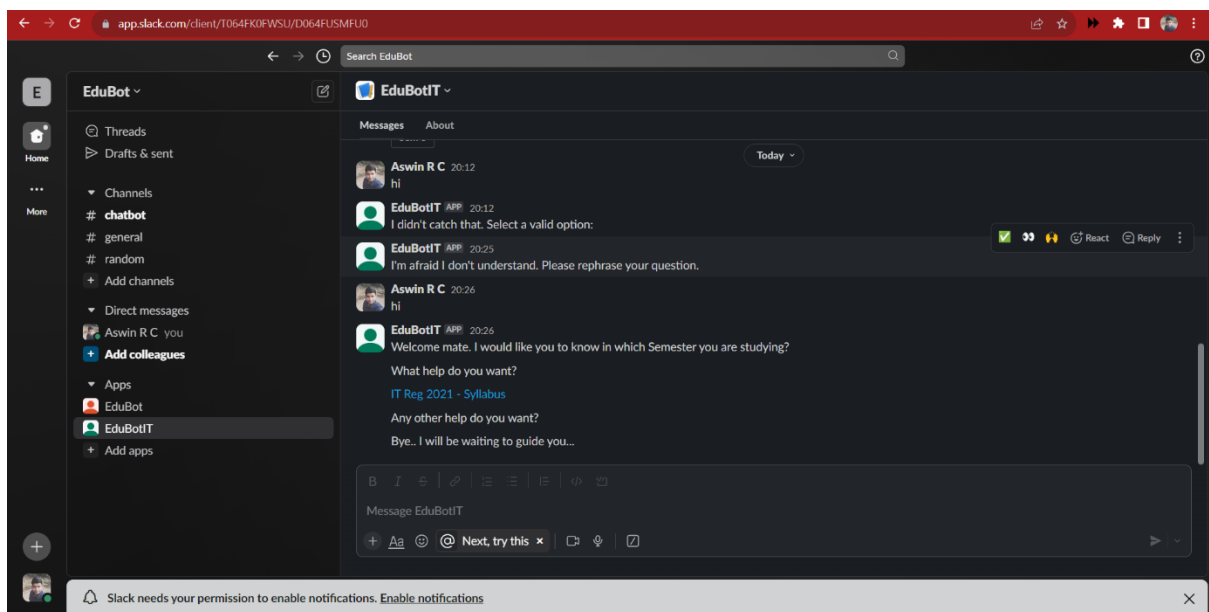 app.slack.com/client/T064FK0FWSU/D064FUSMFU0
Search EduBot
E
EduBot
EduBotIT
Messages About
Threads
Drafts & sent
Home
More
Channels
# chatbot
# general
# random
+ Add channels
Direct messages
Aswin R C you
+ Add colleagues
Apps
EduBot
EduBotIT
+ Add apps
Today
Aswin R C 20:12
hi
EduBotIT APP 20:12
I didn't catch that. Select a valid option:
React Reply
EduBotIT APP 20:25
I'm afraid I don't understand. Please rephrase your question.
Aswin R C 20:26
hi
EduBotIT APP 20:26
Welcome mate. I would like you to know in which Semester you are studying?
What help do you want?
IT Reg 2021 - Syllabus
Any other help do you want?
Bye.. I will be waiting to guide you...
B I S
Message EduBotIT
+ Aa @ Next, try this ×
Slack needs your permission to enable notifications. Enable notifications